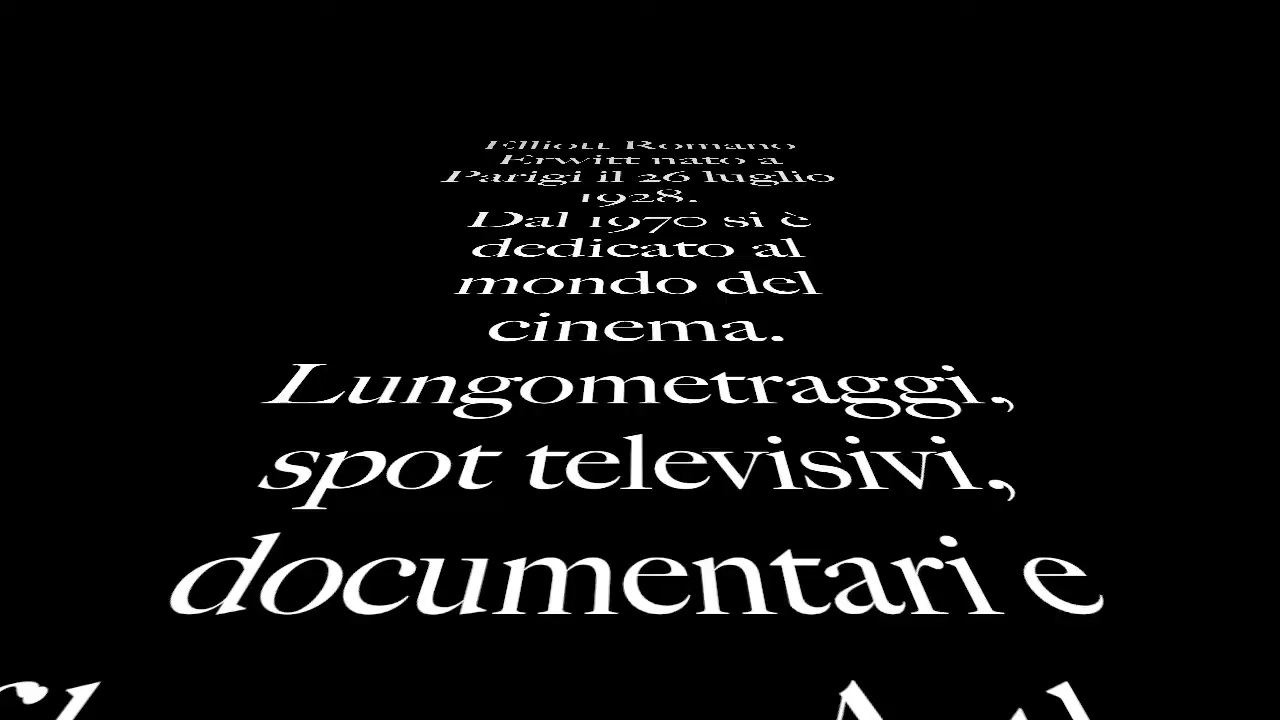 Elliott Romano
Erwitt nato a
Parigi il 26 luglio
1928.
Dal 1970 si è
dedicato al
mondo del
cinema.
Lungometraggi,
spot televisivi,
documentari e